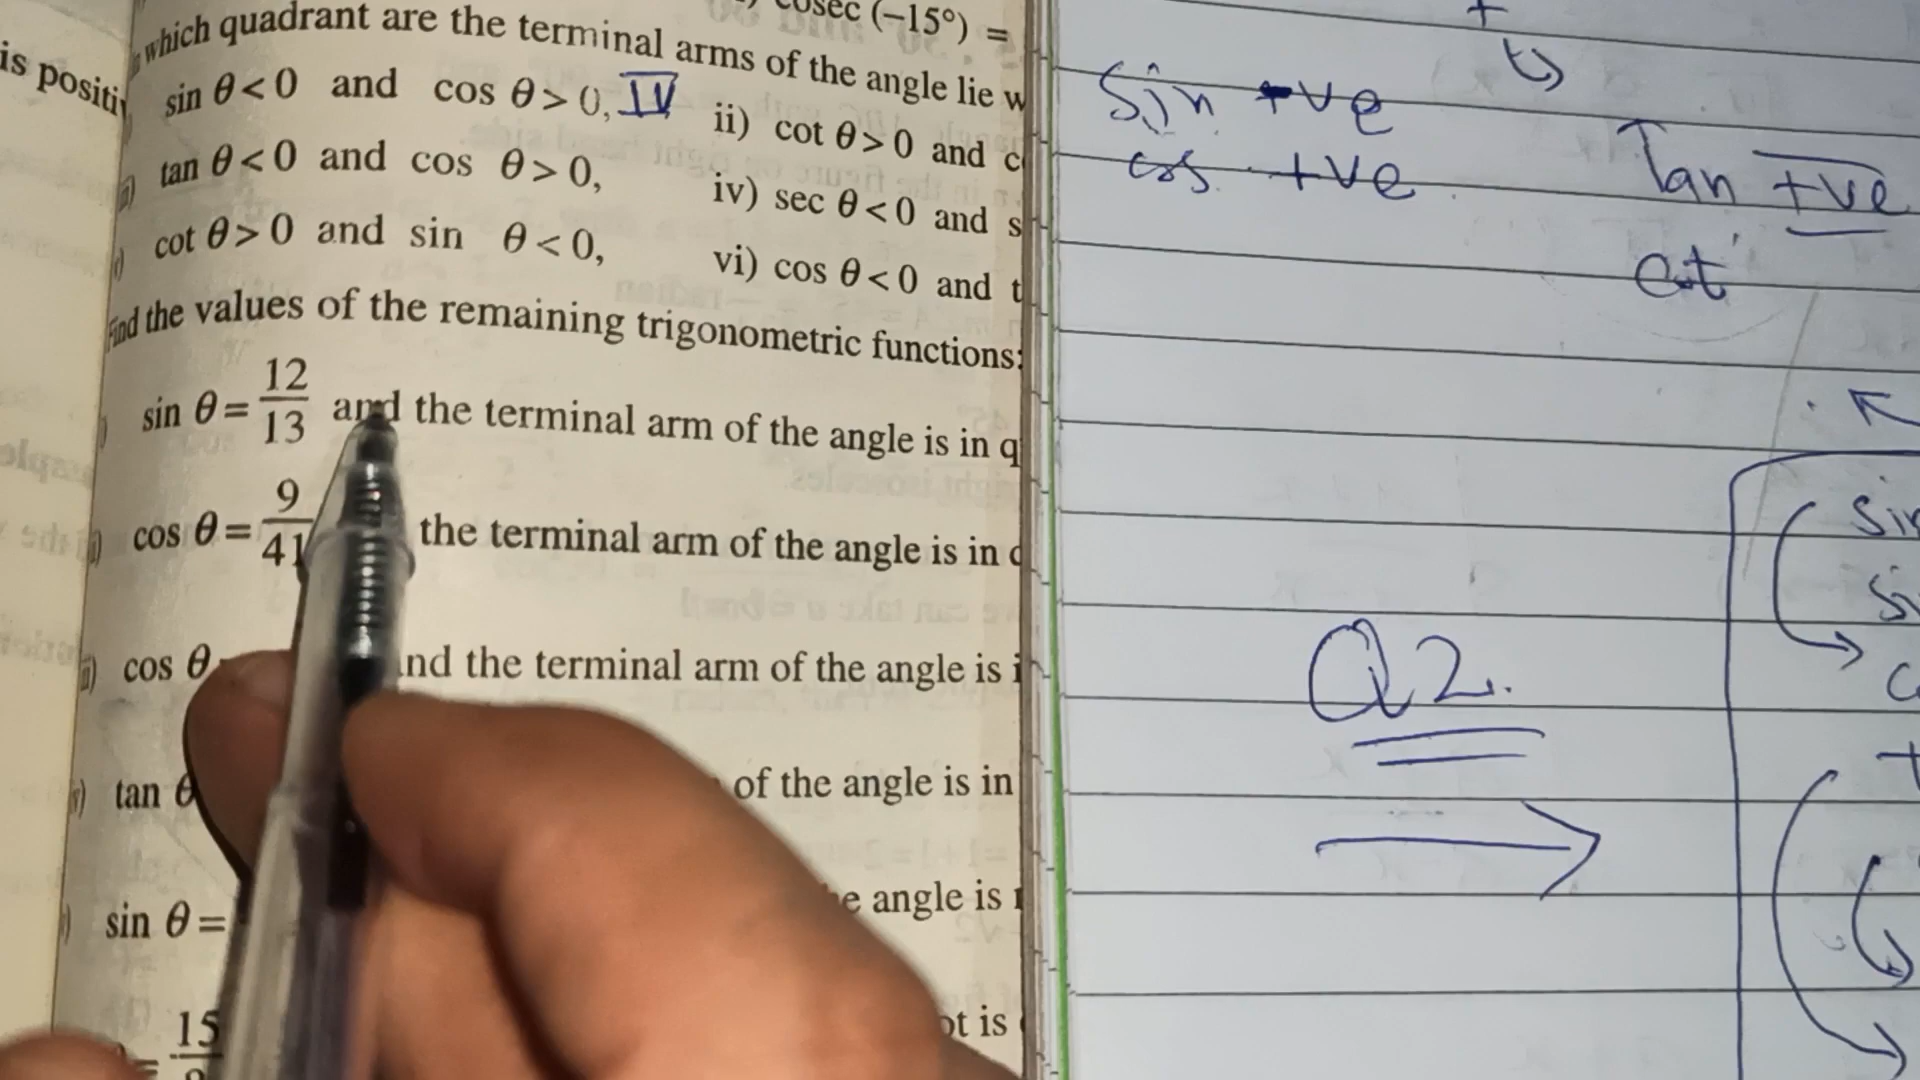 cosec (−15°) =
which quadrant are the terminal arms of the angle lie w
is positi
sin θ < 0 and cos θ > 0, IV ii) cot θ > 0 and c
tan θ < 0 and cos θ > 0, iv) sec θ < 0 and s
cot θ > 0 and sin θ < 0, vi) cos θ < 0 and t
Find the values of the remaining trigonometric functions:
sin θ = 12/13 and the terminal arm of the angle is in q
cos θ = 9/41 the terminal arm of the angle is in
cos θ and the terminal arm of the angle is i
tan θ of the angle is in
sin θ = e angle is
= 15
ot is
+
Sin +ve
cos +ve
Tan +ve
cot
Q2.
Sin
Si
C
t